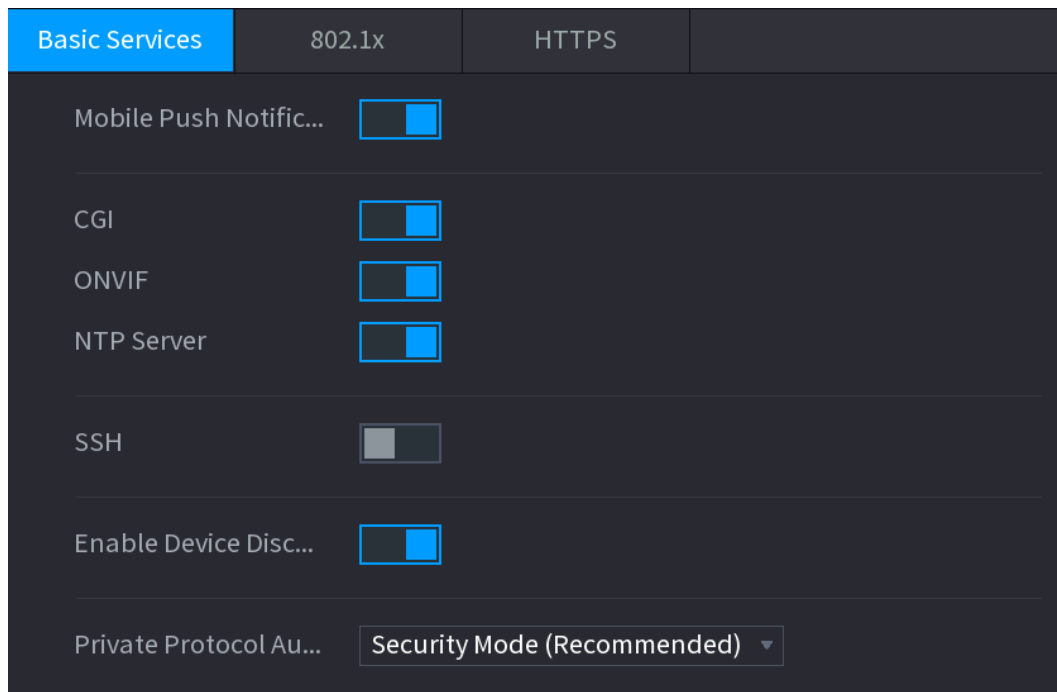 Basic Services 802.1x HTTPS
Mobile Push Notific...
CGI
ONVIF
NTP Server
SSH
Enable Device Disc...
Private Protocol Au... Security Mode (Recommended)